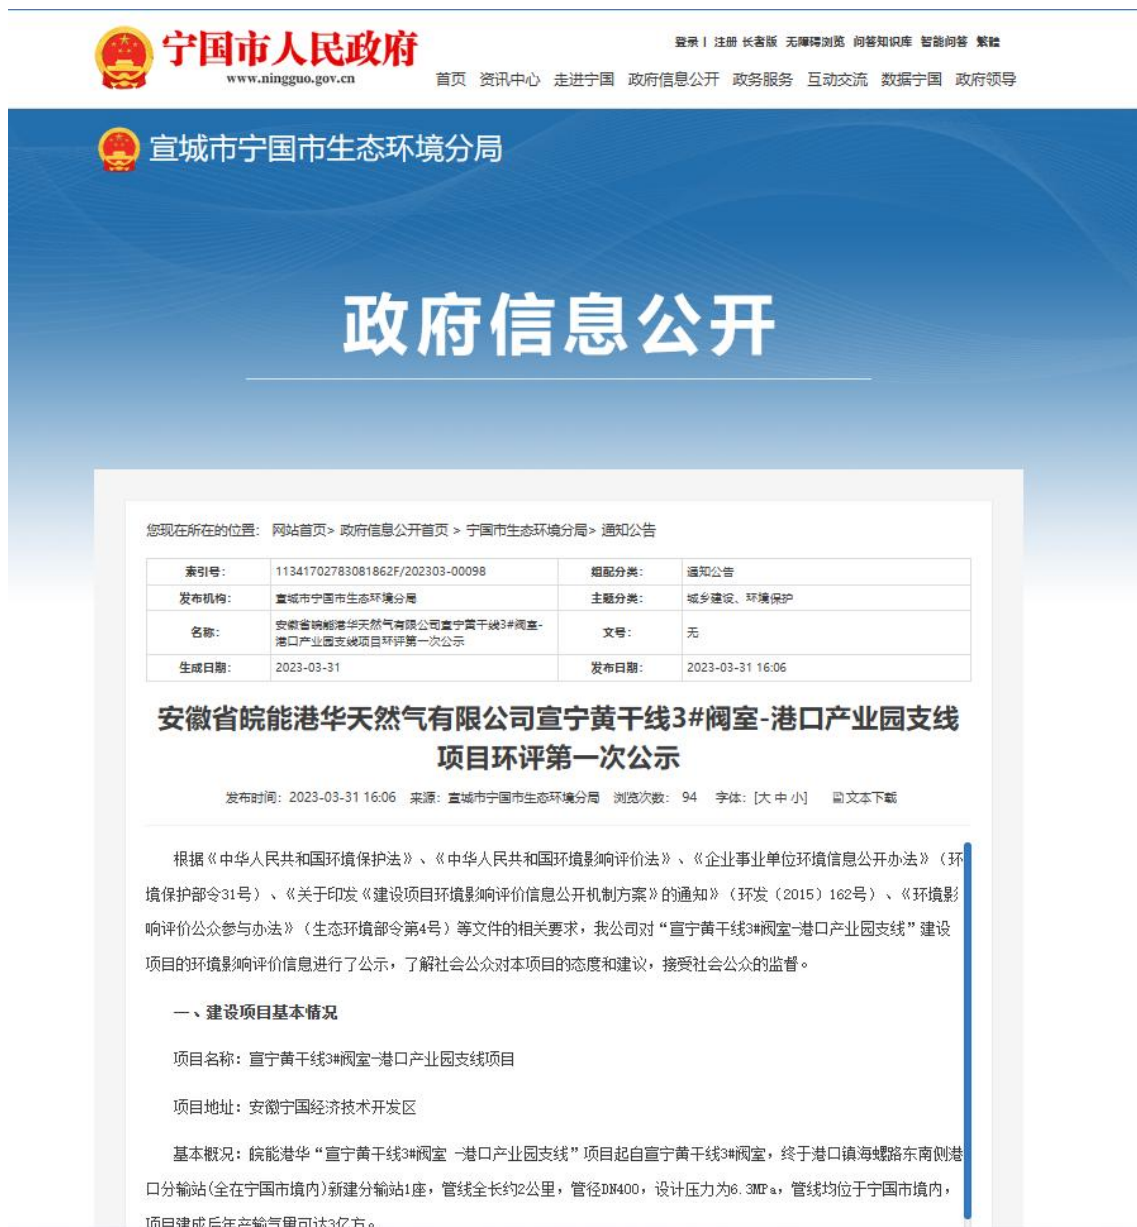 宁国市人民政府
www.ningguo.gov.cn
登录 | 注册 长者版 无障碍浏览 问答知识库 智能问答 繁體
首页 资讯中心 走进宁国 政府信息公开 政务服务 互动交流 数据宁国 政府领导
宣城市宁国市生态环境分局
政府信息公开
您现在所在的位置: 网站首页> 政府信息公开首页 > 宁国市生态环境分局> 通知公告
索引号: 11341702783081862F/202303-00098 组配分类: 通知公告
发布机构: 宣城市宁国市生态环境分局 主题分类: 城乡建设、环境保护
名称: 安徽省皖能港华天然气有限公司宣宁黄干线3#阀室-
港口产业园支线项目环评第一次公示 文号: 无
生成日期: 2023-03-31 发布日期: 2023-03-31 16:06
安徽省皖能港华天然气有限公司宣宁黄干线3#阀室-港口产业园支线
项目环评第一次公示
发布时间: 2023-03-31 16:06 来源: 宣城市宁国市生态环境分局 浏览次数: 94 字体: [大 中 小] 文本下载
根据《中华人民共和国环境保护法》、《中华人民共和国环境影响评价法》、《企业事业单位环境信息公开办法》（环
境保护部令31号）、《关于印发《建设项目环境影响评价信息公开机制方案》的通知》（环发（2015）162号）、《环境影
响评价公众参与办法》（生态环境部令第4号）等文件的相关要求，我公司对“宣宁黄干线3#阀室-港口产业园支线”建设
项目的环境影响评价信息进行了公示，了解社会公众对本项目的态度和建议，接受社会公众的监督。
一、建设项目基本情况
项目名称：宣宁黄干线3#阀室-港口产业园支线项目
项目地址：安徽宁国经济技术开发区
基本概况：皖能港华“宣宁黄干线3#阀室 -港口产业园支线”项目起自宣宁黄干线3#阀室，终于港口镇海螺路东南侧港
口分输站(全在宁国市境内)新建分输站1座，管线全长约2公里，管径DN400，设计压力为6.3MPa，管线均位于宁国市境内，
项目建成后年产输气量可达3亿方。